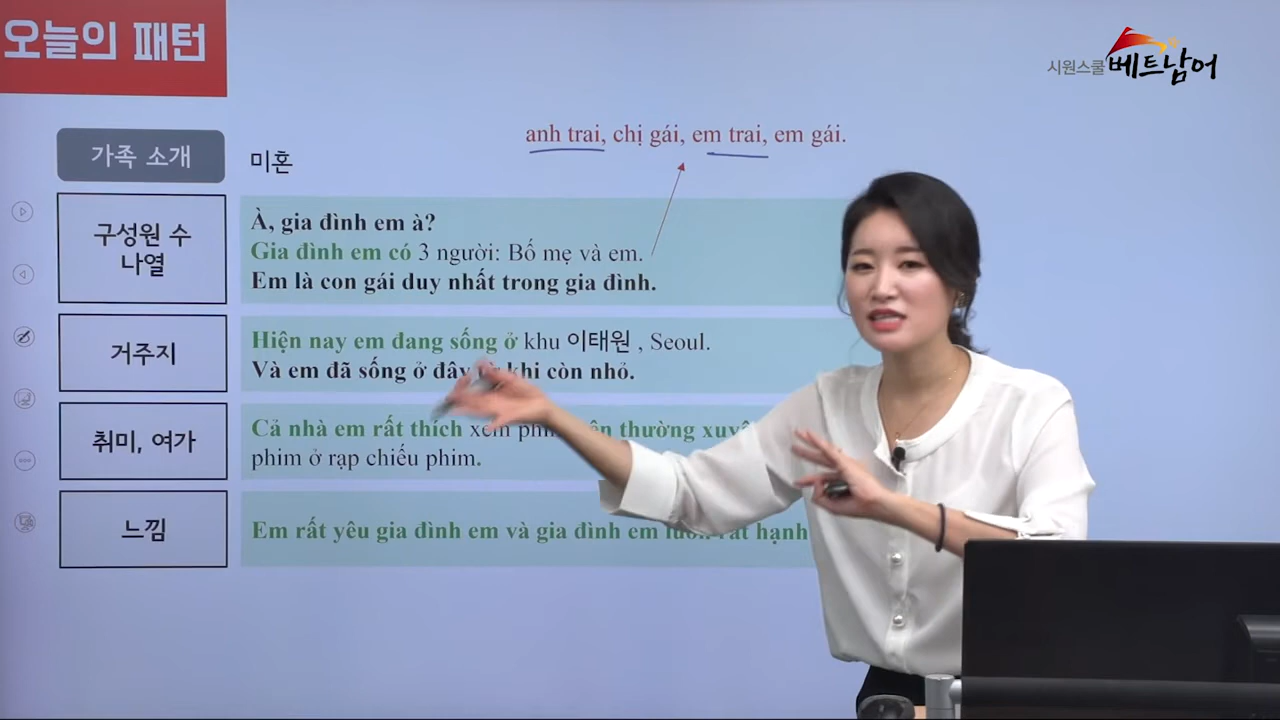 오늘의 패턴
시원스쿨 베트남어
가족 소개
미혼
anh trai, chị gái, em trai, em gái.
구성원 수
나열
À, gia đình em à?
Gia đình em có 3 người: Bố mẹ và em.
Em là con gái duy nhất trong gia đình.
거주지
Hiện nay em đang sống ở khu 이태원 , Seoul.
Và em đã sống ở đây khi còn nhỏ.
취미, 여가
Cả nhà em rất thích xem thường
phim ở rạp chiếu phim.
느낌
Em rất yêu gia đình em và gia đình em hạnh